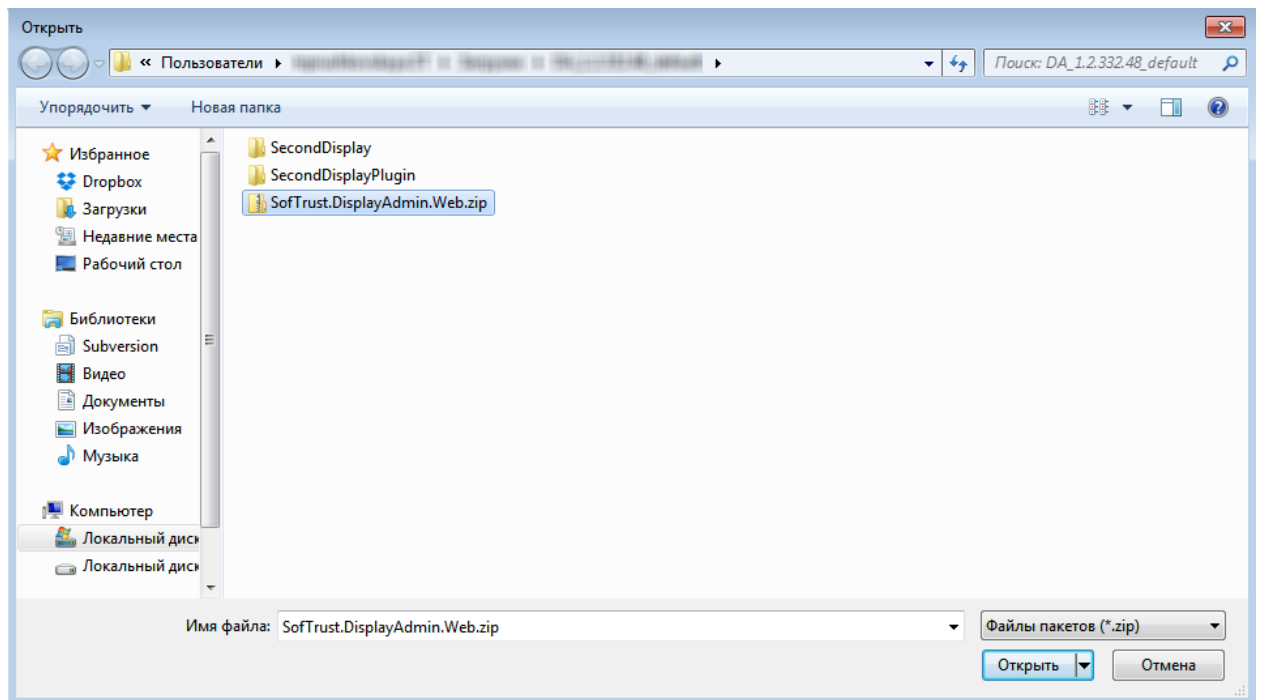 Открыть
« Пользователи
Поиск: DA_1.2.332.48_default
Упорядочить
Новая папка
Избранное
Dropbox
Загрузки
Недавние места
Рабочий стол
Библиотеки
Subversion
Видео
Документы
Изображения
Музыка
Компьютер
Локальный диск
Локальный диск
SecondDisplay
SecondDisplayPlugin
SofTrust.DisplayAdmin.Web.zip
Имя файла: SofTrust.DisplayAdmin.Web.zip
Файлы пакетов (*.zip)
Открыть
Отмена